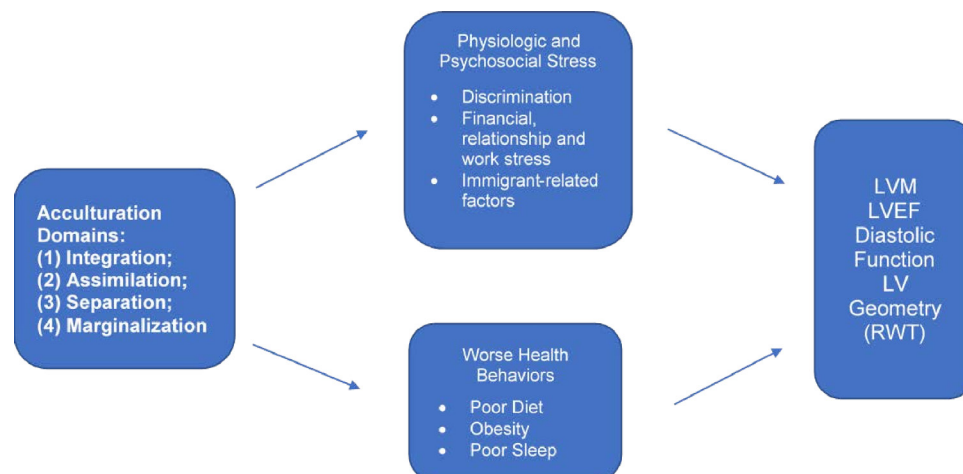 Physiologic and
Psychosocial Stress
• Discrimination
• Financial,
relationship and
work stress
• Immigrant-related
factors
Acculturation
Domains:
(1) Integration;
(2) Assimilation;
(3) Separation;
(4) Marginalization
Worse Health
Behaviors
• Poor Diet
• Obesity
• Poor Sleep
LVM
LVEF
Diastolic
Function
LV
Geometry
(RWT)